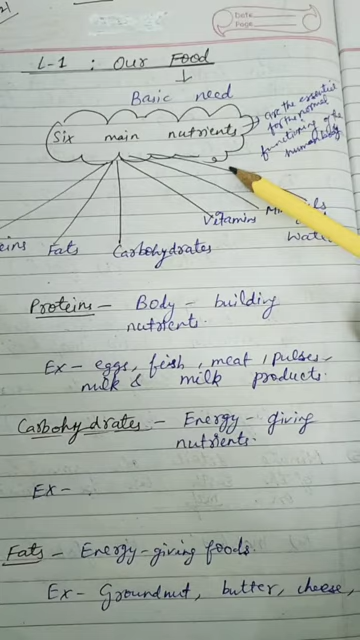 Date
Page
L-1 : Our Food
Basic need
Six main nutrients
are the essential
for the normal
functioning of the
human body
eins Fats Carbohydrates Vitamins
Wate
Proteins - Body - building
nutrients.
Ex - eggs, fish, meat, pulses-
milk & milk products.
Carbohydrates - Energy - giving
nutrients.
Ex -
Fats - Energy-giving foods.
Ex - Groundnut, butter, cheese,